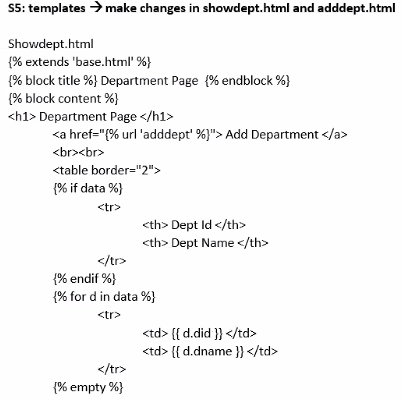 S5: templates → make changes in showdept.html and adddept.html
Showdept.html
{% extends 'base.html' %}
{% block title %} Department Page {% endblock %}
{% block content %}
<h1> Department Page </h1>
<a href="{% url 'adddept' %}"> Add Department </a>
<br><br>
<table border="2">
{% if data %}
<tr>
<th> Dept Id </th>
<th> Dept Name </th>
</tr>
{% endif %}
{% for d in data %}
<tr>
<td> {{ d.did }} </td>
<td> {{ d.dname }} </td>
</tr>
{% empty %}